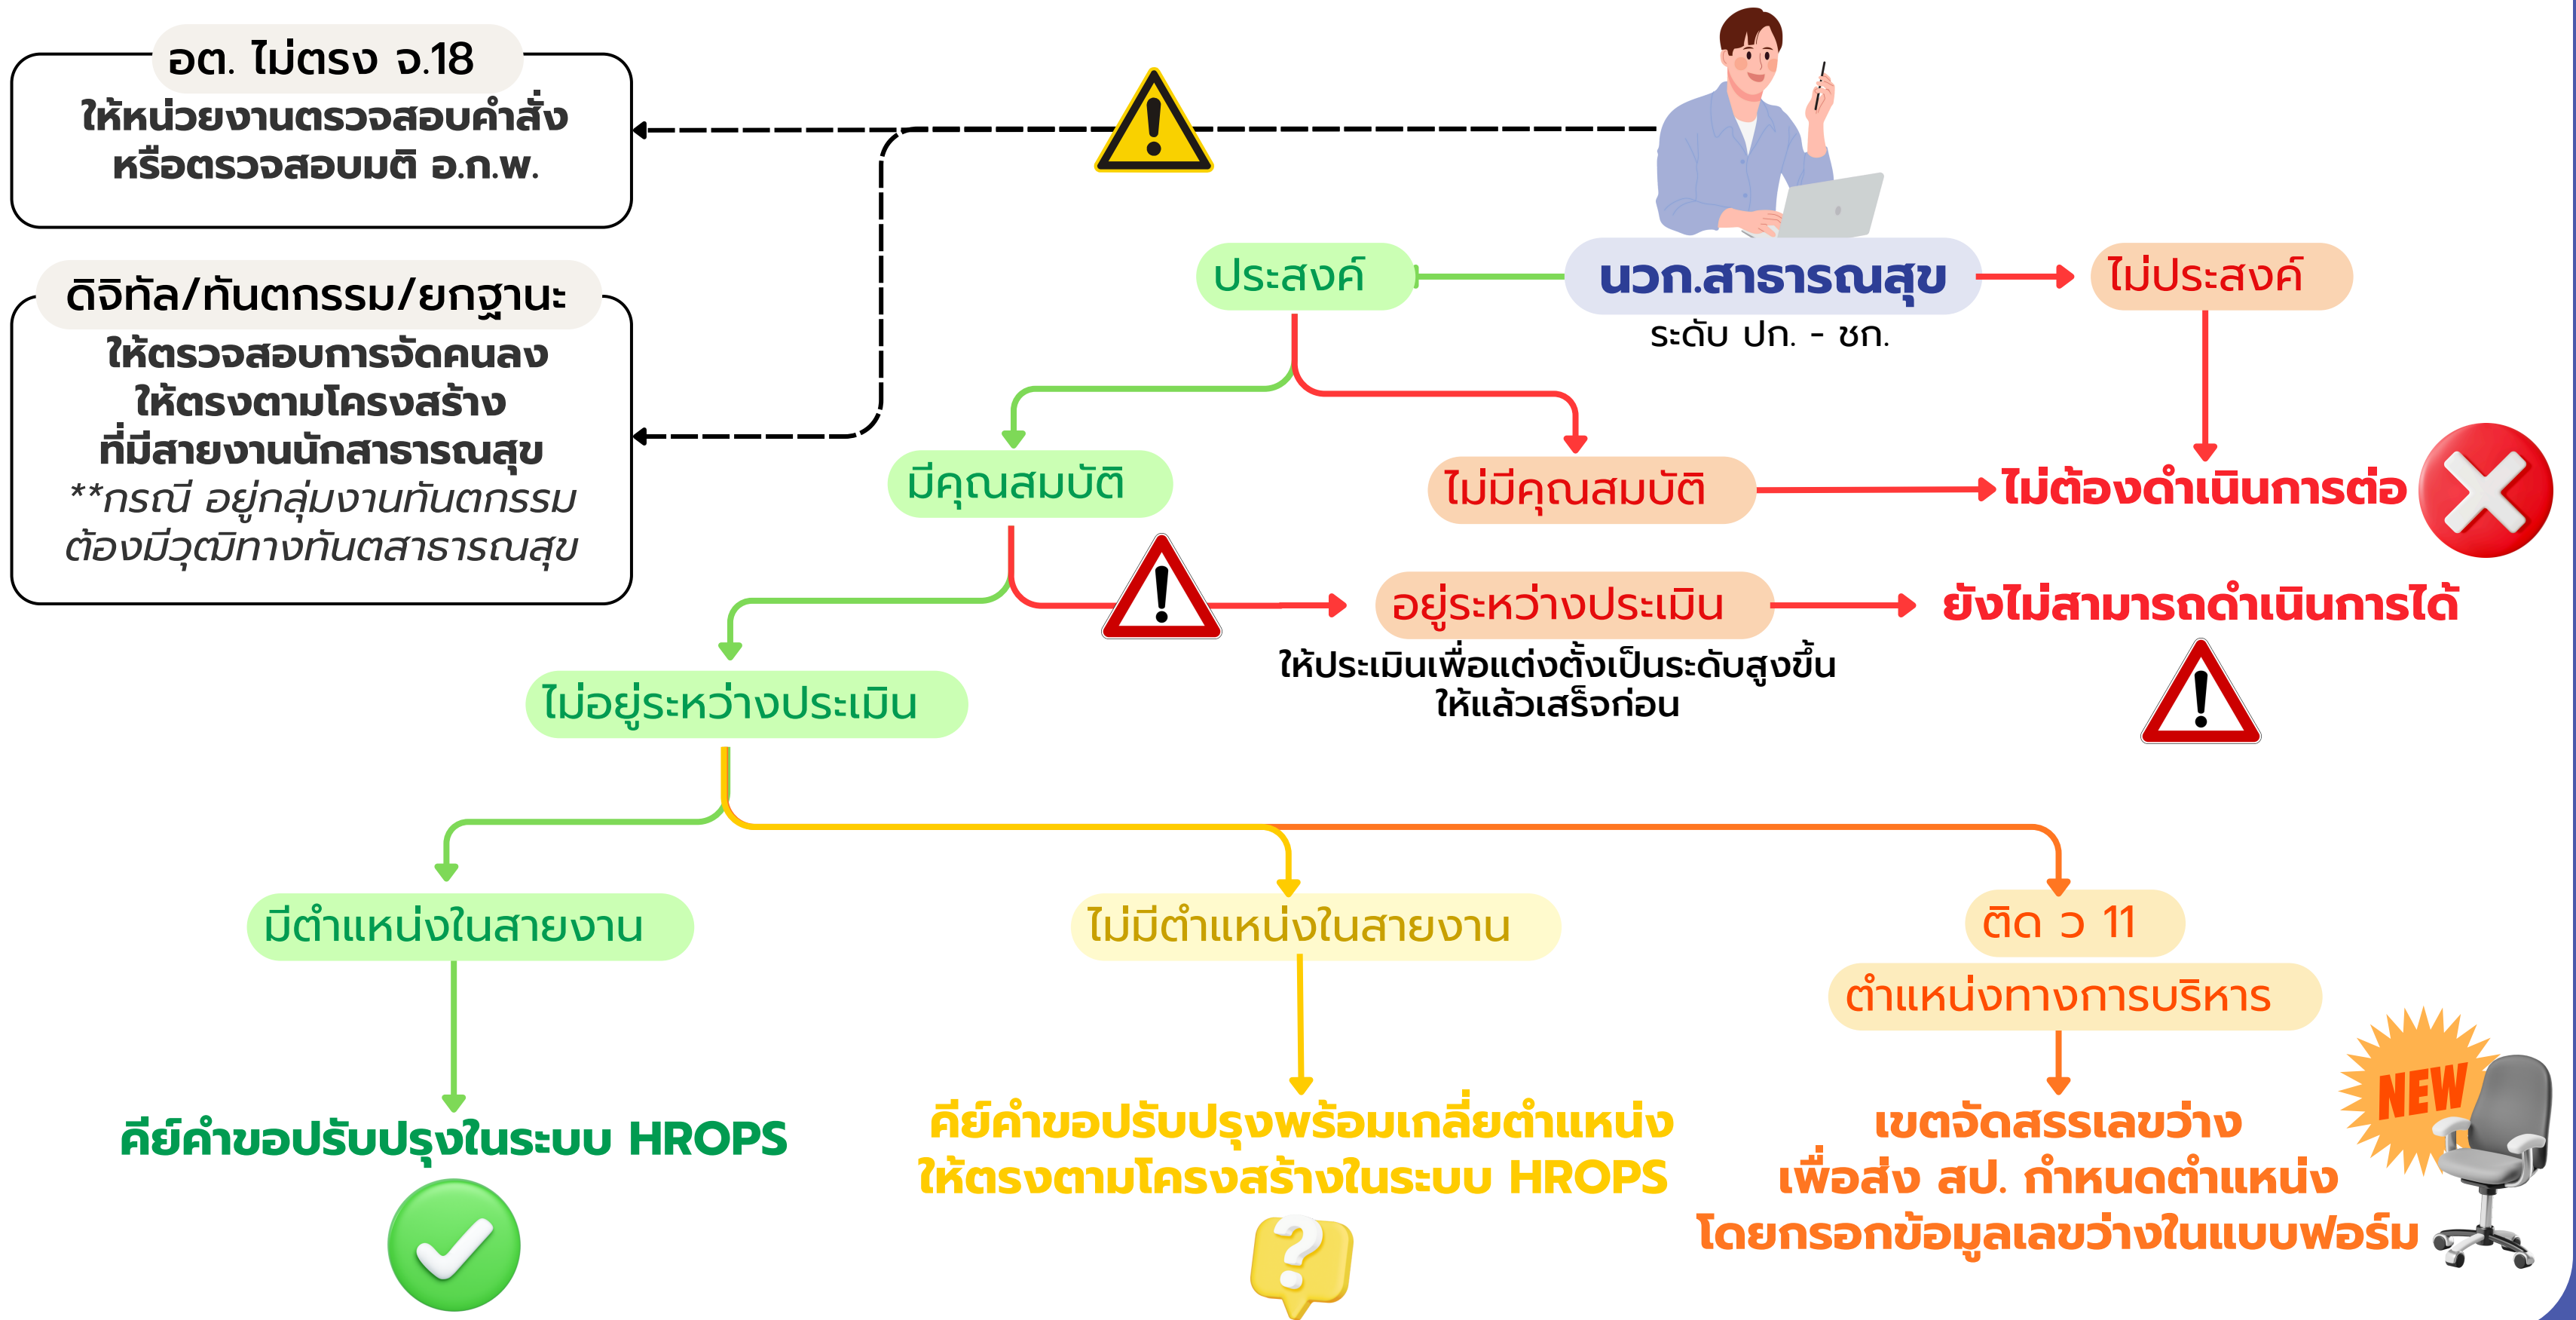 อต. ไม่ตรง จ.18
ให้หน่วยงานตรวจสอบคำสั่ง
หรือตรวจสอบมติ อ.ก.พ.
ดิจิทัล/ทันตกรรม/ยกฐานะ
ให้ตรวจสอบการจัดคนลง
ให้ตรงตามโครงสร้าง
ที่มีสายงานนักสาธารณสุข
**กรณี อยู่กลุ่มงานทันตกรรม
ต้องมีวุฒิทางทันตสาธารณสุข
ประสงค์
นวก.สาธารณสุข
ระดับ ปก. - ชก.
ไม่ประสงค์
มีคุณสมบัติ
ไม่มีคุณสมบัติ
ไม่ต้องดำเนินการต่อ
อยู่ระหว่างประเมิน
ให้ประเมินเพื่อแต่งตั้งเป็นระดับสูงขึ้น
ให้แล้วเสร็จก่อน
ยังไม่สามารถดำเนินการได้
ไม่อยู่ระหว่างประเมิน
มีตำแหน่งในสายงาน
ไม่มีตำแหน่งในสายงาน
ติด ว 11
ตำแหน่งทางการบริหาร
คีย์คำขอปรับปรุงในระบบ HROPS
คีย์คำขอปรับปรุงพร้อมเกลี่ยตำแหน่ง
ให้ตรงตามโครงสร้างในระบบ HROPS
เขตจัดสรรเลขว่าง
เพื่อส่ง สป. กำหนดตำแหน่ง
โดยกรอกข้อมูลเลขว่างในแบบฟอร์ม
NEW